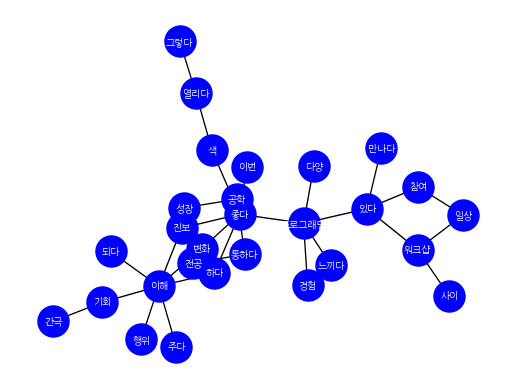 그렇다
열리다
색
만나다
이번
다양
참여
공학
성장
있다
좋다
일상
진보
로그래
변화
워크샵
되다
통하다
전공
느끼다
하다
이해
경험
사이
기회
간극
행위
주다